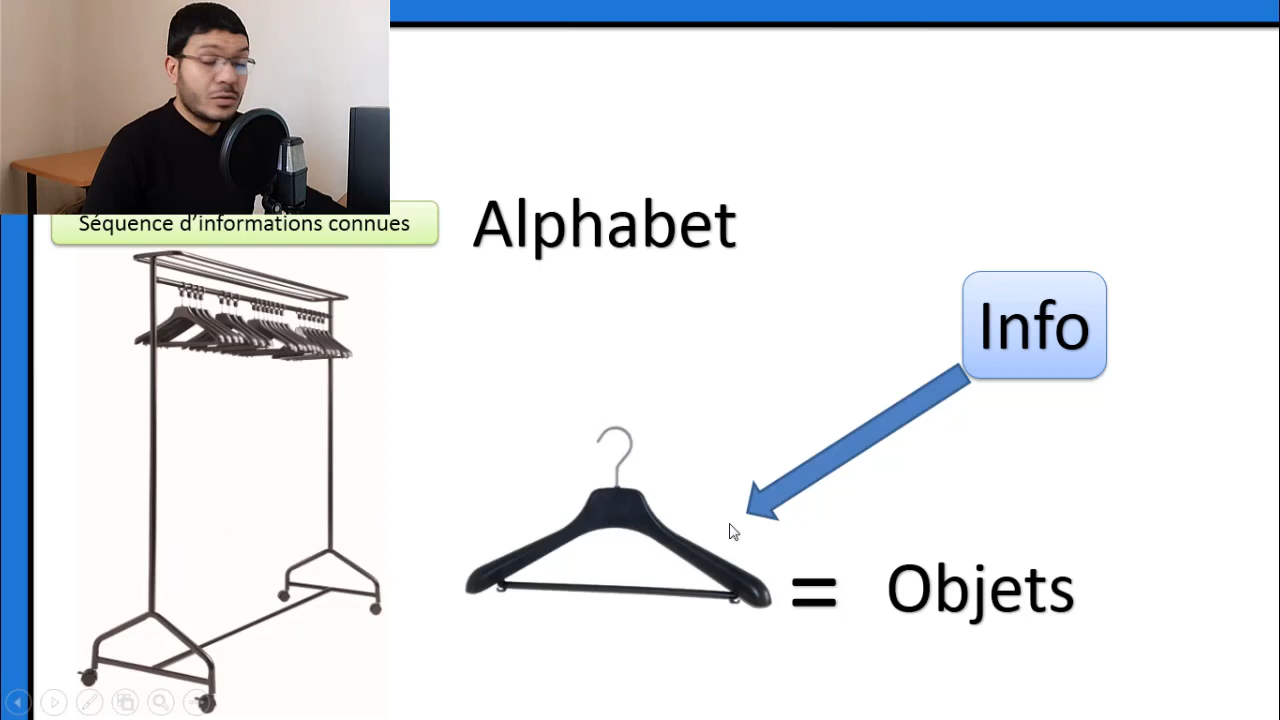 Séquence d’informations connues
Alphabet
Info
= Objets